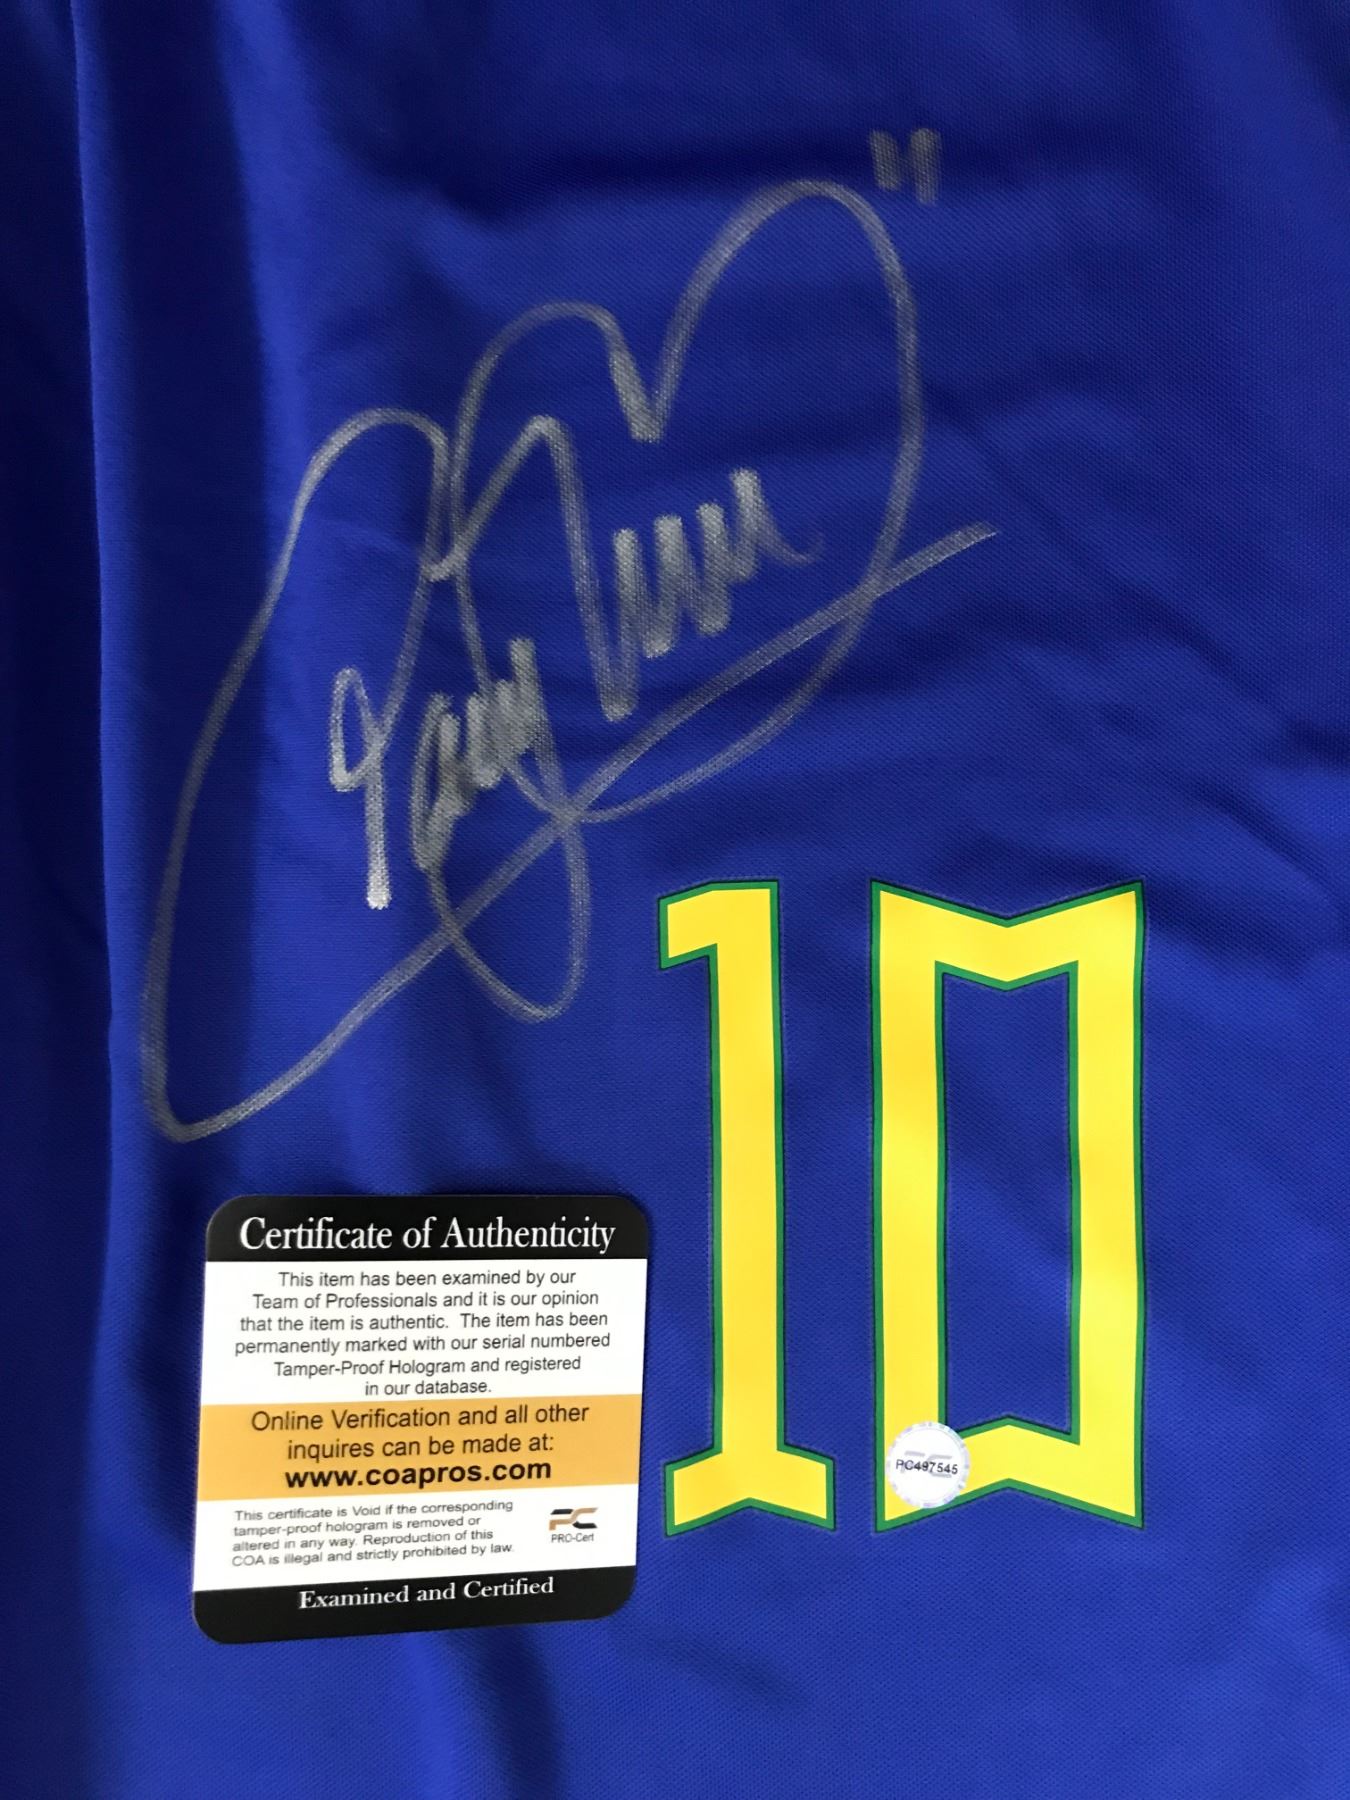 10
Certificate of Authenticity
This item has been examined by our
Team of Professionals and it is our opinion
that the item is authentic. The item has been
permanently marked with our serial numbered
Tamper-Proof Hologram and registered
in our database.
Online Verification and all other
inquires can be made at:
www.coapros.com
This certificate is Void if the corresponding
tamper-proof hologram is removed or
altered in any way. Reproduction of this
COA is illegal and strictly prohibited by law.
PC
PRO-Cert
Examined and Certified
PC497545